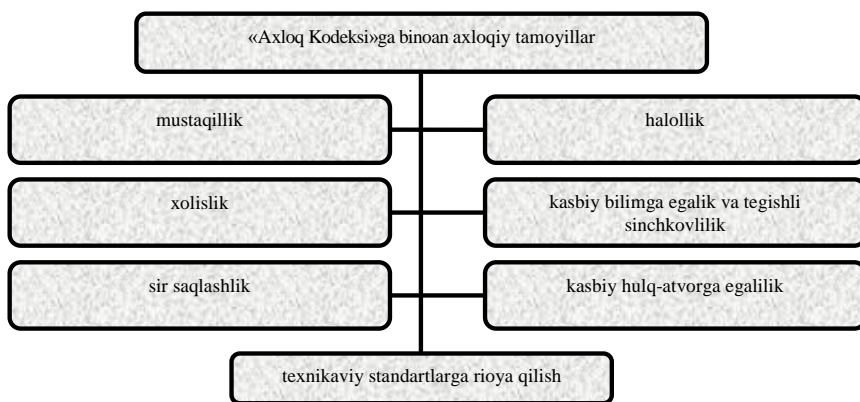 «Axloq Kodeksi»ga binoan axloqiy tamoyillar
mustaqillik
halollik
xolislik
kasbiy bilimga egalik va tegishli
sinchkovlilik
sir saqlashlik
kasbiy hulq-atvorga egalilik
texnikaviy standartlarga rioya qilish